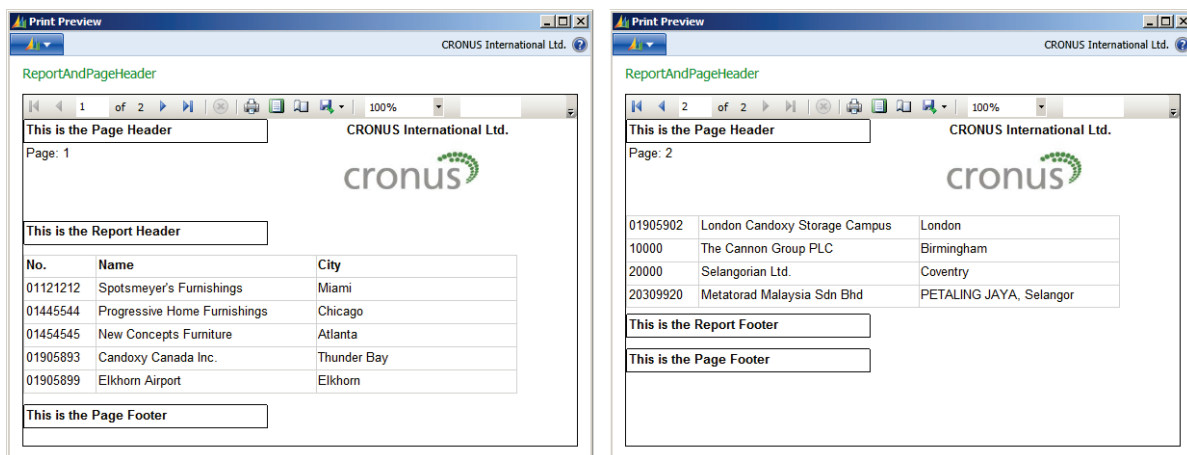 Print Preview
CRONUS International Ltd.
ReportAndPageHeader
1 of 2 100%
This is the Page Header CRONUS International Ltd.
Page: 1
cronus
This is the Report Header
No. Name City
01121212 Spotsmeyer's Furnishings Miami
01445544 Progressive Home Furnishings Chicago
01454545 New Concepts Furniture Atlanta
01905893 Candoxy Canada Inc. Thunder Bay
01905899 Elkhorn Airport Elkhorn
This is the Page Footer
Print Preview
CRONUS International Ltd.
ReportAndPageHeader
2 of 2 100%
This is the Page Header CRONUS International Ltd.
Page: 2
cronus
01905902 London Candoxy Storage Campus London
10000 The Cannon Group PLC Birmingham
20000 Selangorian Ltd. Coventry
20309920 Metatorad Malaysia Sdn Bhd PETALING JAYA, Selangor
This is the Report Footer
This is the Page Footer